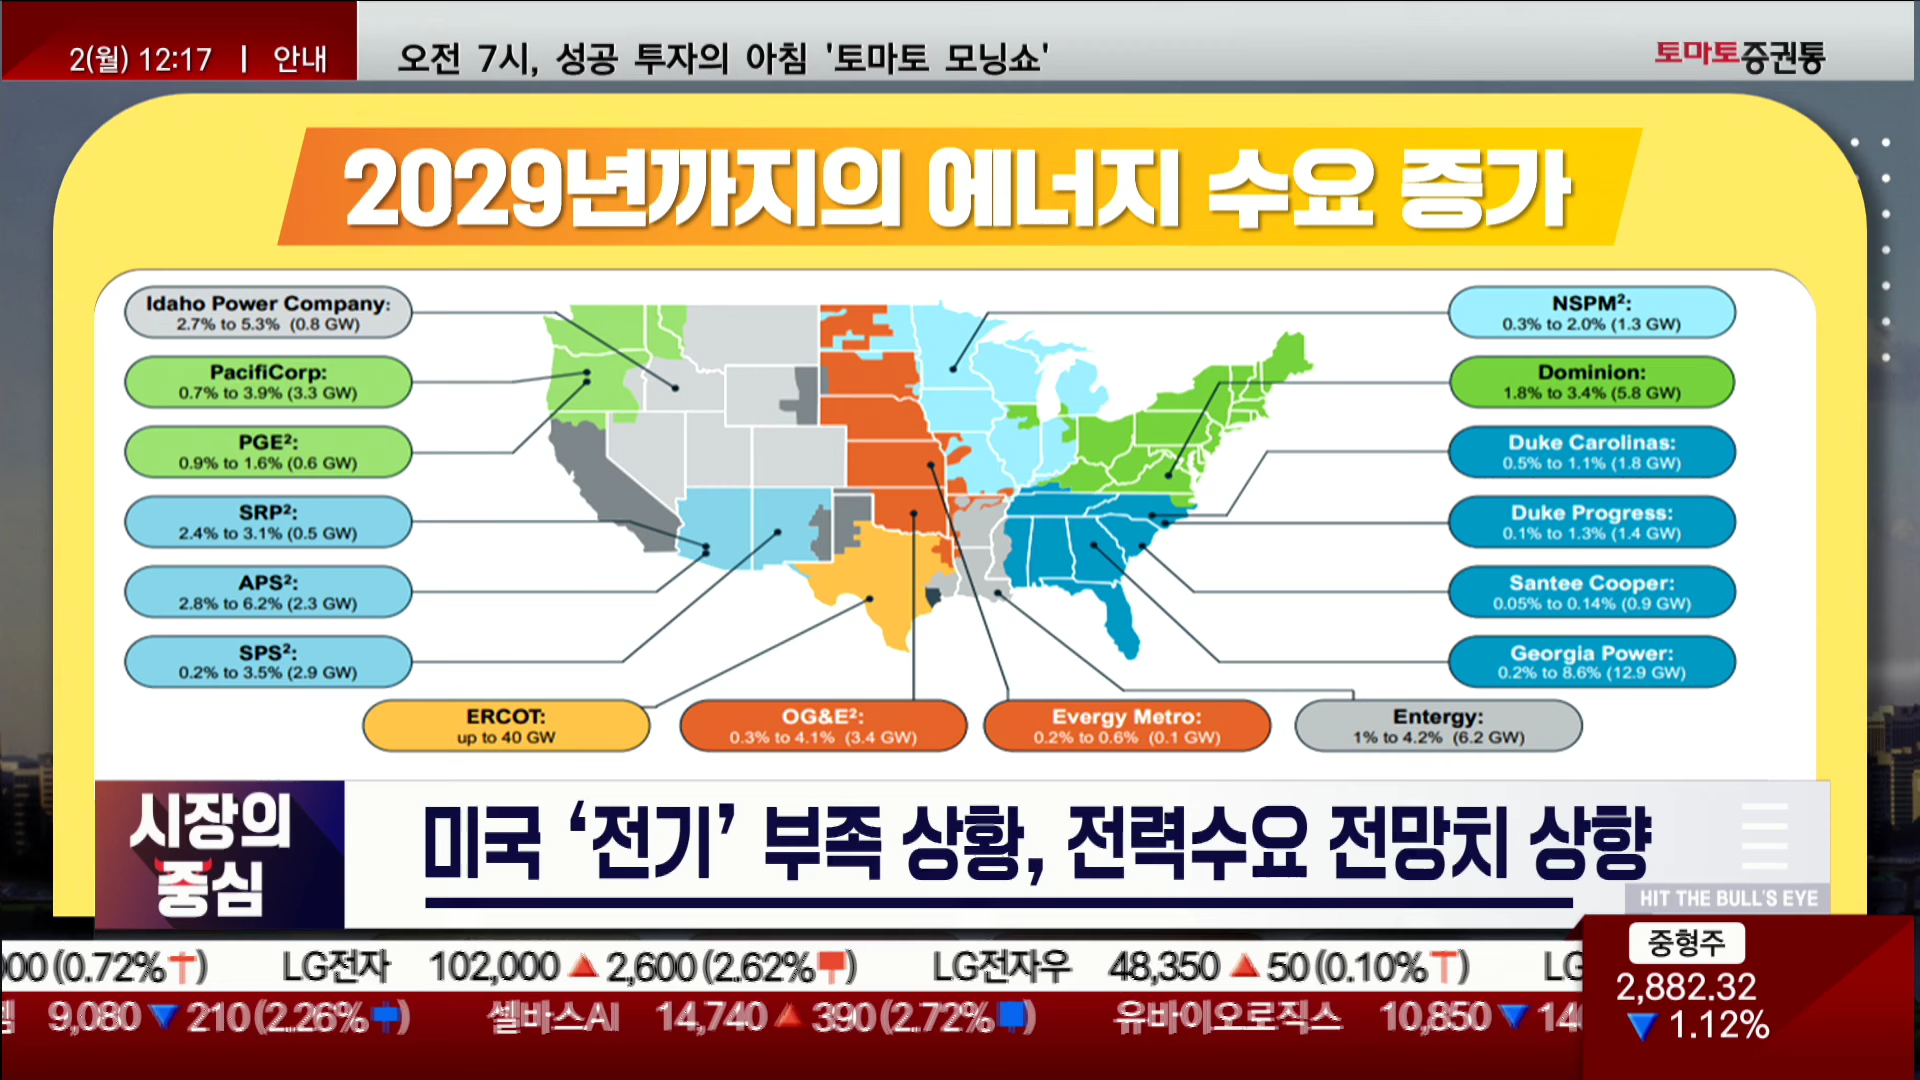 2(월) 12:17 | 안내
오전 7시, 성공 투자의 아침 '토마토 모닝쇼'
토마토증권통
2029년까지의 에너지 수요 증가
Idaho Power Company:
2.7% to 5.3% (0.8 GW)
PacifiCorp:
0.7% to 3.9% (3.3 GW)
PGE²:
0.9% to 1.6% (0.6 GW)
SRP²:
2.4% to 3.1% (0.5 GW)
APS²:
2.8% to 6.2% (2.3 GW)
SPS²:
0.2% to 3.5% (2.9 GW)
NSPM²:
0.3% to 2.0% (1.3 GW)
Dominion:
1.8% to 3.4% (5.8 GW)
Duke Carolinas:
0.5% to 1.1% (1.8 GW)
Duke Progress:
0.1% to 1.3% (1.4 GW)
Santee Cooper:
0.05% to 0.14% (0.9 GW)
Georgia Power:
0.2% to 8.6% (12.9 GW)
ERCOT:
up to 40 GW
OG&E²:
0.3% to 4.1% (3.4 GW)
Evergy Metro:
0.2% to 0.6% (0.1 GW)
Entergy:
1% to 4.2% (6.2 GW)
시장의
중심
미국 ‘전기’ 부족 상황, 전력수요 전망치 상향
HIT THE BULL'S EYE
00 (0.72%↑) LG전자 102,000 ▲ 2,600 (2.62%) LG전자우 48,350 ▲ 50 (0.10%↑) LG
9,080 ▼ 210 (2.26%) 셀바스AI 14,740 ▲ 390 (2.72%) 유바이오로직스 10,850 ▼ 14
중형주
2,882.32
▼ 1.12%